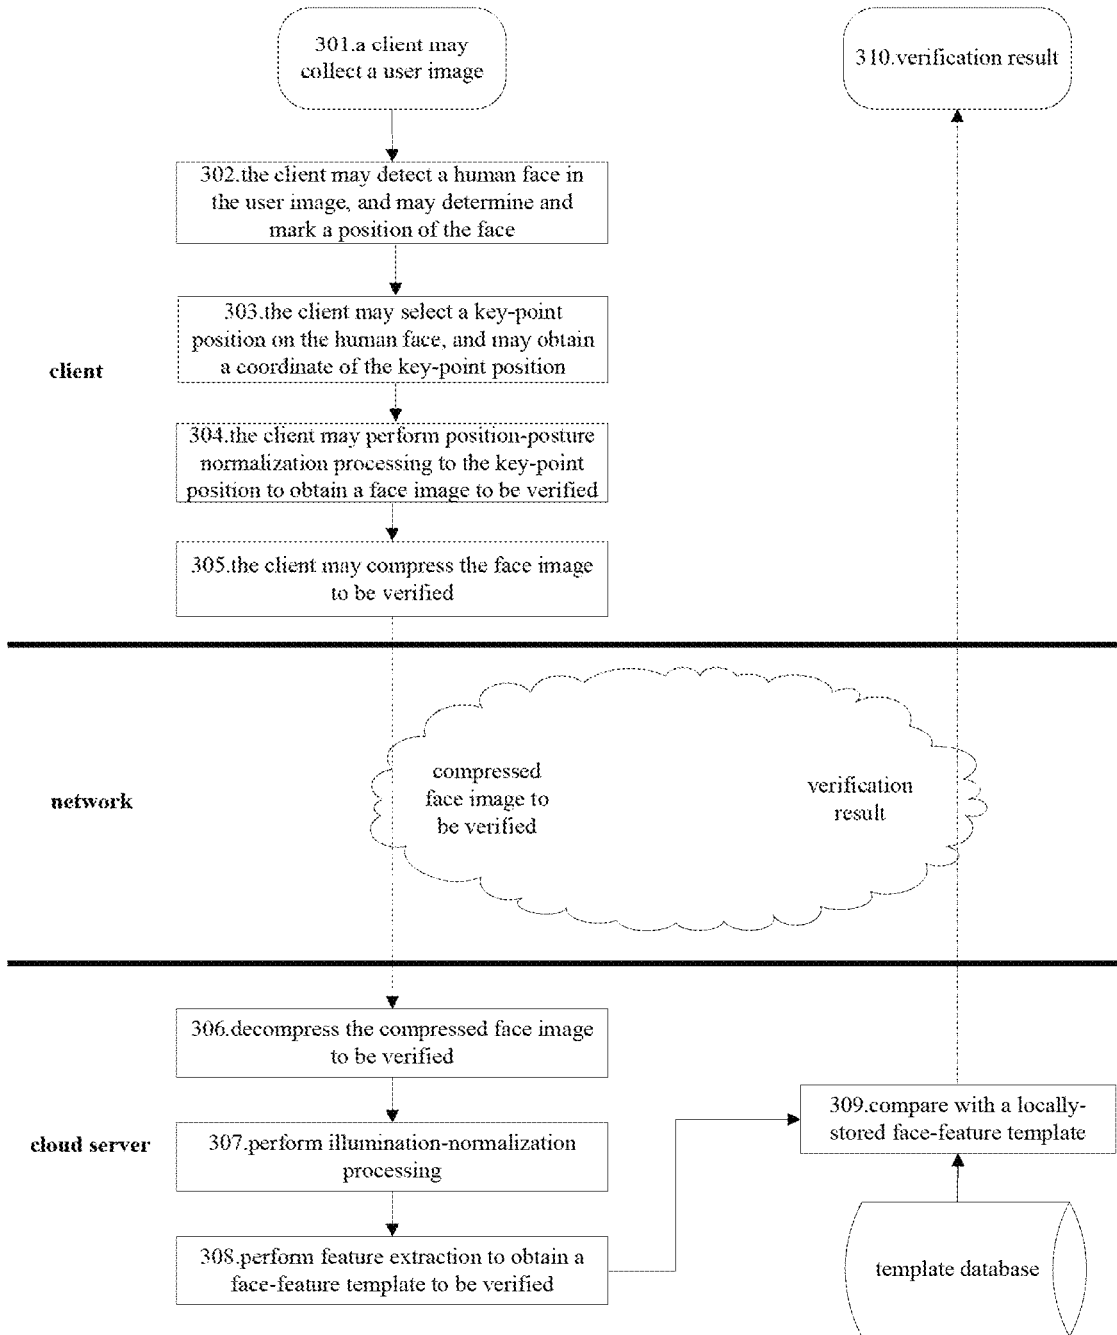 301.a client may
collect a user image
310.verification result
302.the client may detect a human face in
the user image, and may determine and
mark a position of the face
303.the client may select a key-point
position on the human face, and may obtain
a coordinate of the key-point position
client
304.the client may perform position-posture
normalization processing to the key-point
position to obtain a face image to be verified
305.the client may compress the face image
to be verified
network
compressed
face image to
be verified
verification
result
306.decompress the compressed face image
to be verified
cloud server
307.perform illumination-normalization
processing
309.compare with a locally-
stored face-feature template
308.perform feature extraction to obtain a
face-feature template to be verified
template database